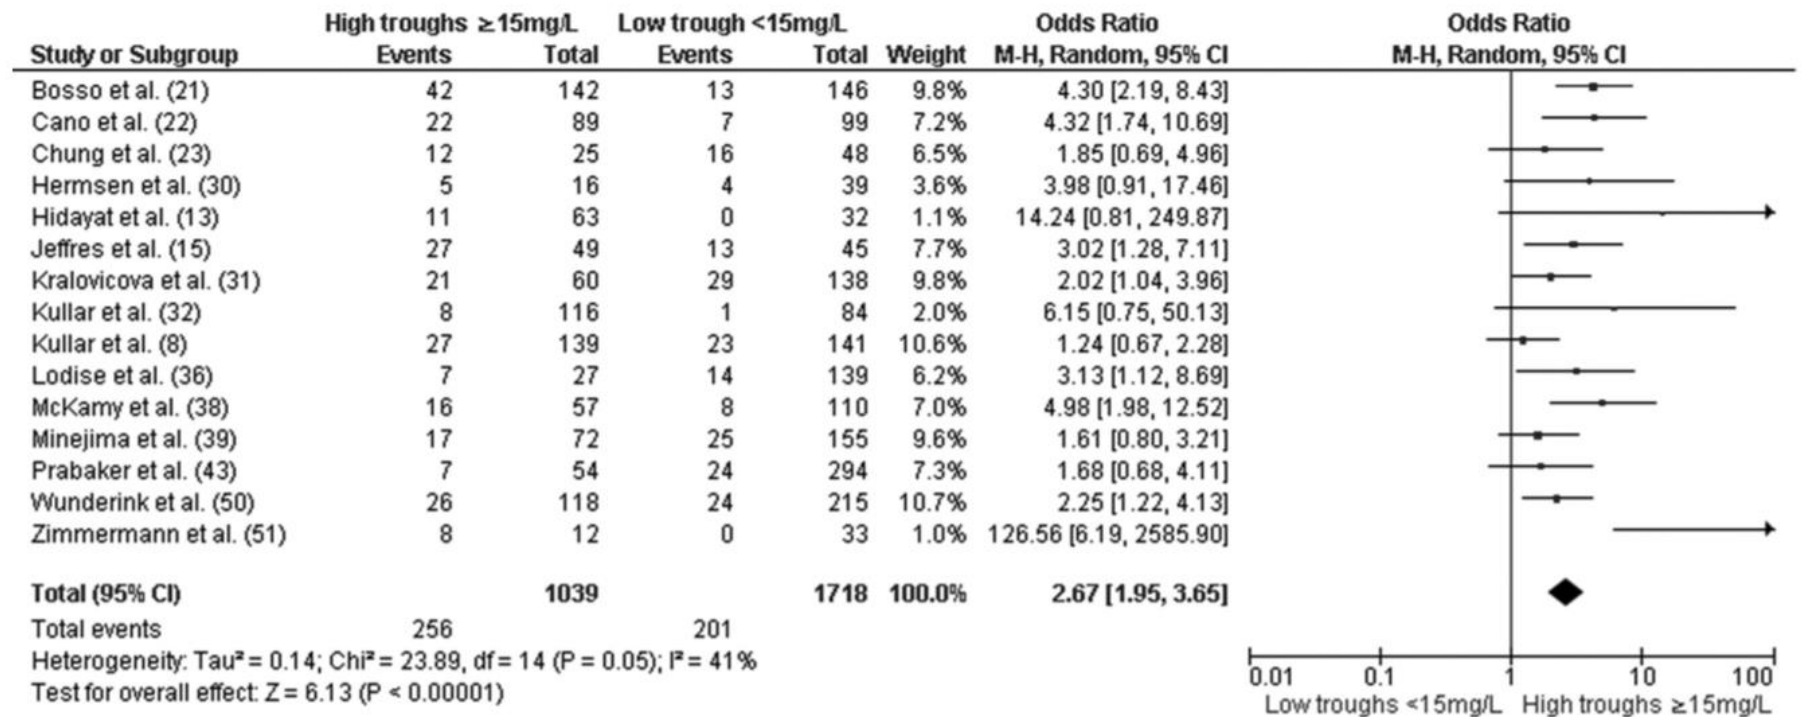 High troughs ≥15mg/L Low trough <15mg/L Odds Ratio Odds Ratio
Study or Subgroup Events Total Events Total Weight M-H, Random, 95% CI M-H, Random, 95% CI
Bosso et al. (21) 42 142 13 146 9.8% 4.30 [2.19, 8.43]
Cano et al. (22) 22 89 7 99 7.2% 4.32 [1.74, 10.69]
Chung et al. (23) 12 25 16 48 6.5% 1.85 [0.69, 4.96]
Hermsen et al. (30) 5 16 4 39 3.6% 3.98 [0.91, 17.46]
Hidayat et al. (13) 11 63 0 32 1.1% 14.24 [0.81, 249.87]
Jeffres et al. (15) 27 49 13 45 7.7% 3.02 [1.28, 7.11]
Kralovicova et al. (31) 21 60 29 138 9.8% 2.02 [1.04, 3.96]
Kullar et al. (32) 8 116 1 84 2.0% 6.15 [0.75, 50.13]
Kullar et al. (8) 27 139 23 141 10.6% 1.24 [0.67, 2.28]
Lodise et al. (36) 7 27 14 139 6.2% 3.13 [1.12, 8.69]
McKamy et al. (38) 16 57 8 110 7.0% 4.98 [1.98, 12.52]
Minejima et al. (39) 17 72 25 155 9.6% 1.61 [0.80, 3.21]
Prabaker et al. (43) 7 54 24 294 7.3% 1.68 [0.68, 4.11]
Wunderink et al. (50) 26 118 24 215 10.7% 2.25 [1.22, 4.13]
Zimmermann et al. (51) 8 12 0 33 1.0% 126.56 [6.19, 2585.90]
Total (95% CI) 1039 1718 100.0% 2.67 [1.95, 3.65]
Total events 256 201
Heterogeneity: Tau² = 0.14; Chi² = 23.89, df = 14 (P = 0.05); I² = 41%
Test for overall effect: Z = 6.13 (P < 0.00001)
0.01 0.1 1 10 100
Low troughs <15mg/L High troughs ≥15mg/L